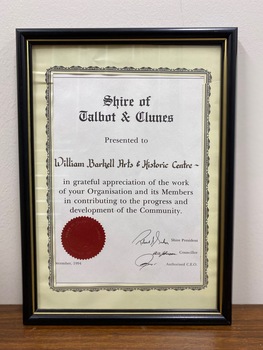 Shire of
Talbot & Clunes
Presented to
William Barkell Arts & Historic Centre
in grateful appreciation of the work
of your Organisation and its Members
in contributing to the progress and
development of the Community.
Shire President
Councillor
Authorised C.E.O.
1994